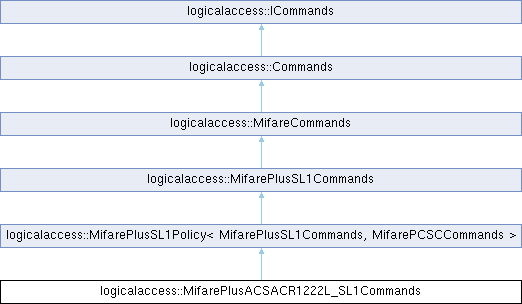 logicalaccess::ICommands
logicalaccess::Commands
logicalaccess::MifareCommands
logicalaccess::MifarePlusSL1Commands
logicalaccess::MifarePlusSL1Policy< MifarePlusSL1Commands, MifarePCSCCommands >
logicalaccess::MifarePlusACSACR1222L_SL1Commands